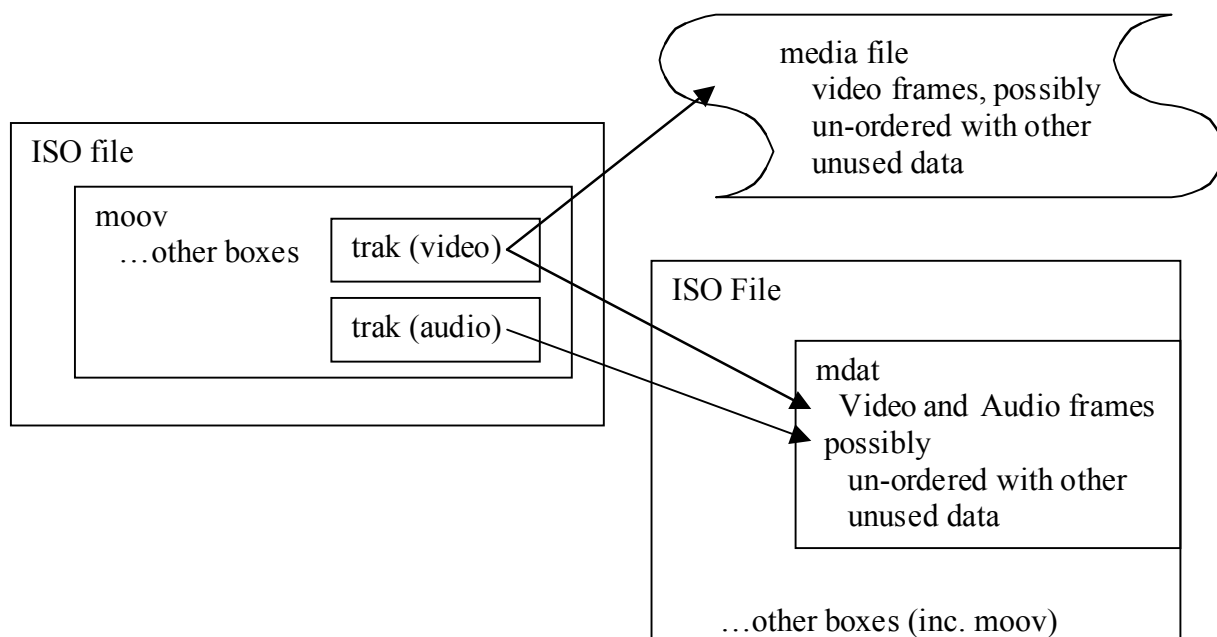 ISO file
moov
…other boxes
trak (video)
trak (audio)
media file
video frames, possibly
un-ordered with other
unused data
ISO File
mdat
Video and Audio frames
possibly
un-ordered with other
unused data
…other boxes (inc. moov)